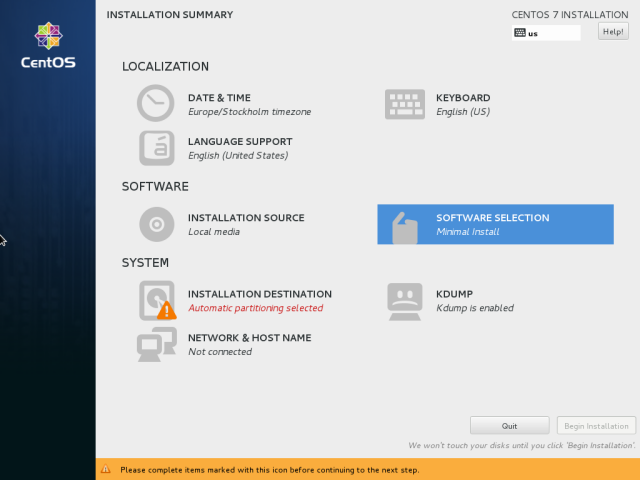 INSTALLATION SUMMARY
CENTOS 7 INSTALLATION
us
Help!
CentOS
LOCALIZATION
DATE & TIME
Europe/Stockholm timezone
KEYBOARD
English (US)
LANGUAGE SUPPORT
English (United States)
SOFTWARE
INSTALLATION SOURCE
Local media
SOFTWARE SELECTION
Minimal Install
SYSTEM
INSTALLATION DESTINATION
Automatic partitioning selected
KDUMP
Kdump is enabled
NETWORK & HOST NAME
Not connected
Quit
Begin Installation
We won't touch your disks until you click 'Begin Installation'.
Please complete items marked with this icon before continuing to the next step.